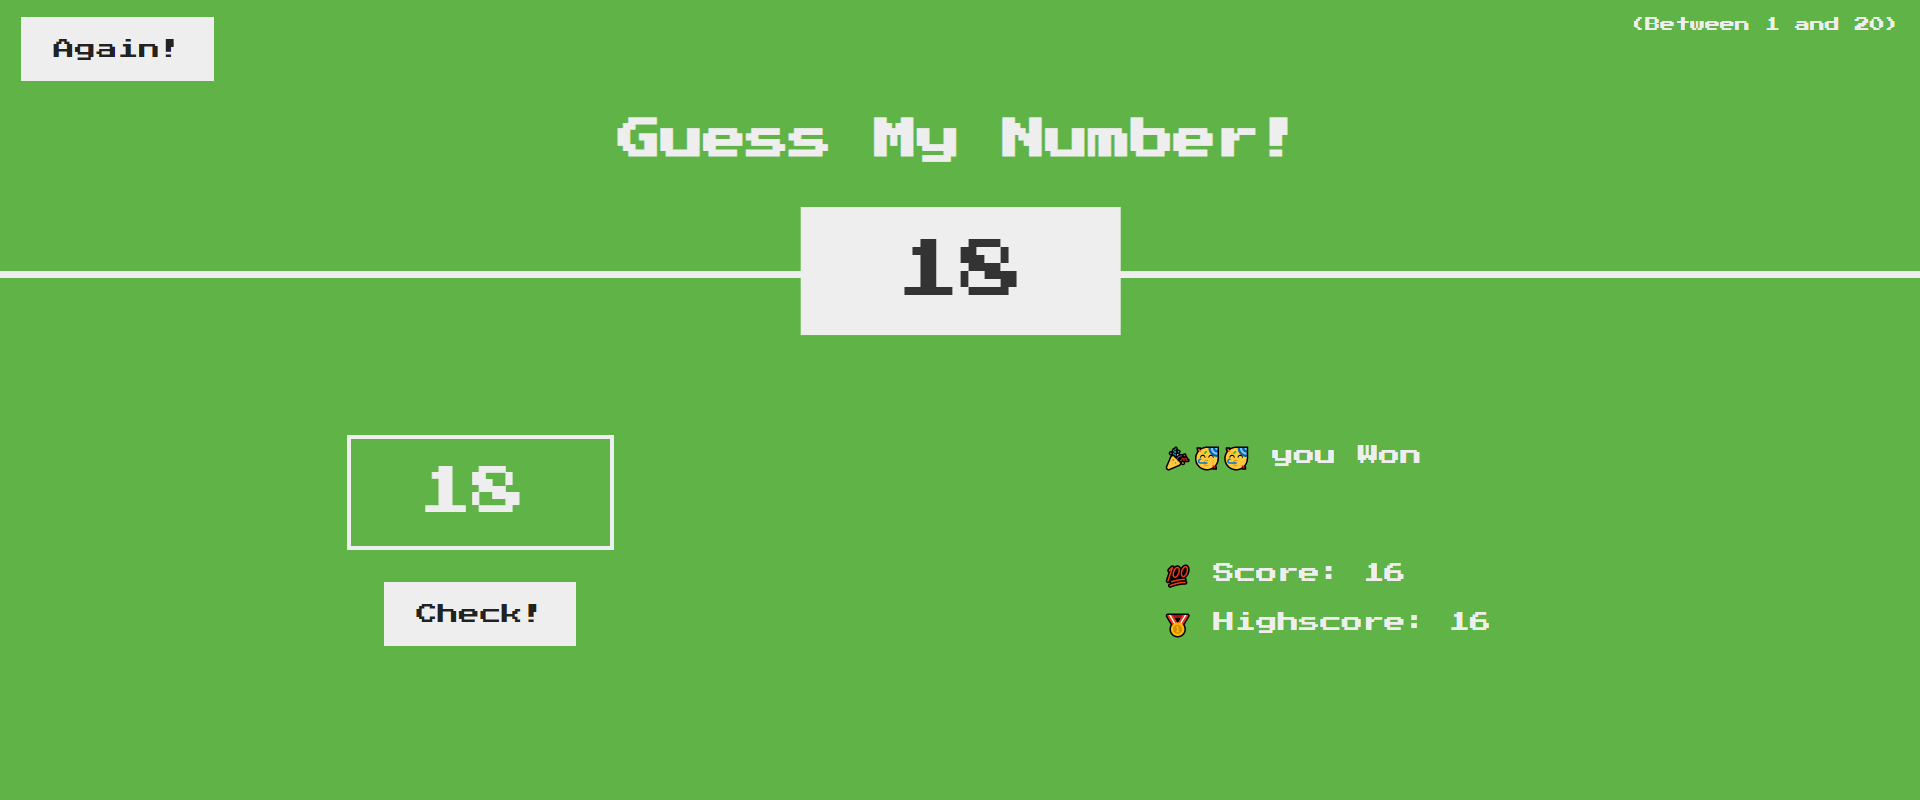 Again!
(Between 1 and 20)
Guess My Number!
18
18
Check!
🎉🥳🥳 you Won
💯 Score: 16
🥇 Highscore: 16